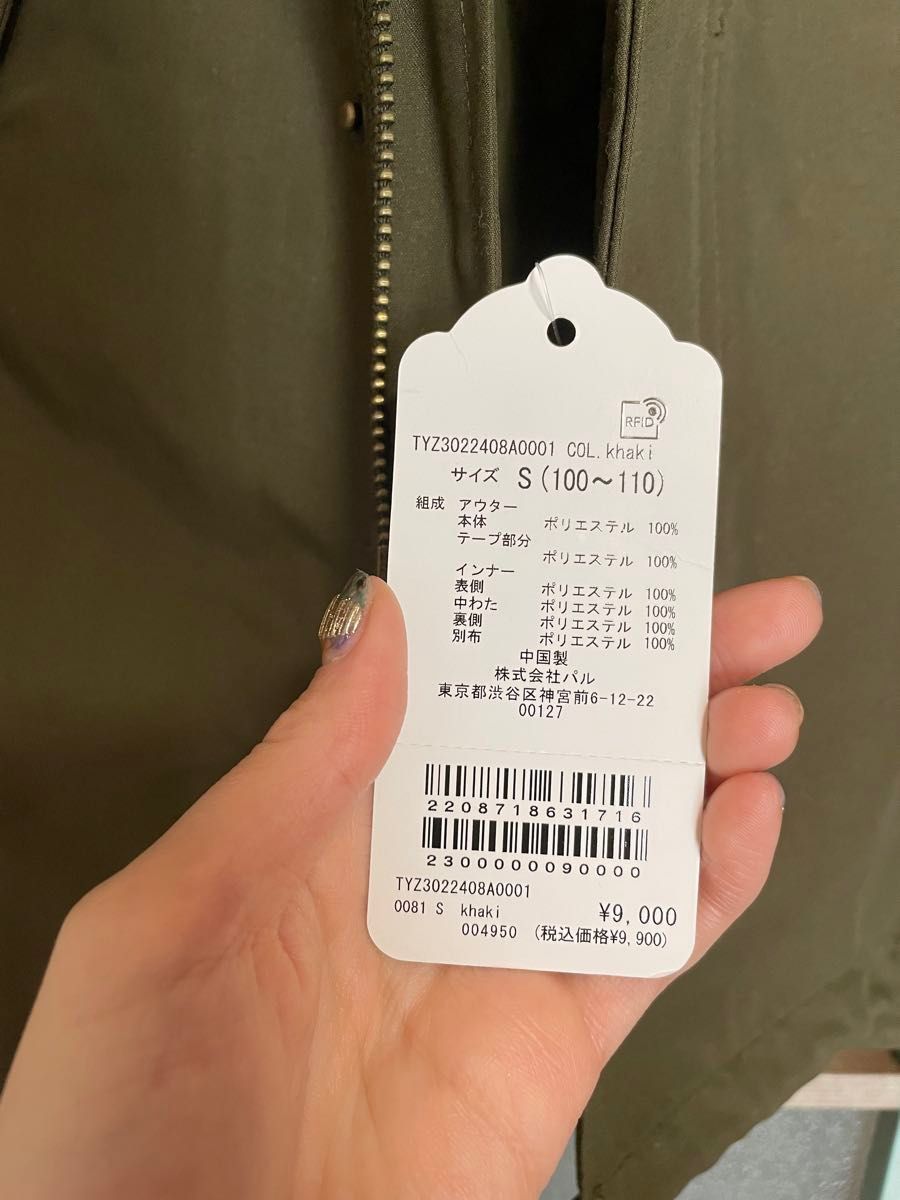 RFID
TYZ3022408A0001 COL.khaki
サイズ S(100～110)
組成 アウター
本体 ポリエステル 100%
テープ部分
ポリエステル 100%
インナー
表側 ポリエステル 100%
中わた ポリエステル 100%
裏側 ポリエステル 100%
別布 ポリエステル 100%
中国製
株式会社パル
東京都渋谷区神宮前6-12-22
00127
2208718631716
2300000090000
TYZ3022408A0001
0081 S khaki ¥9,000
004950 (税込価格¥9,900)